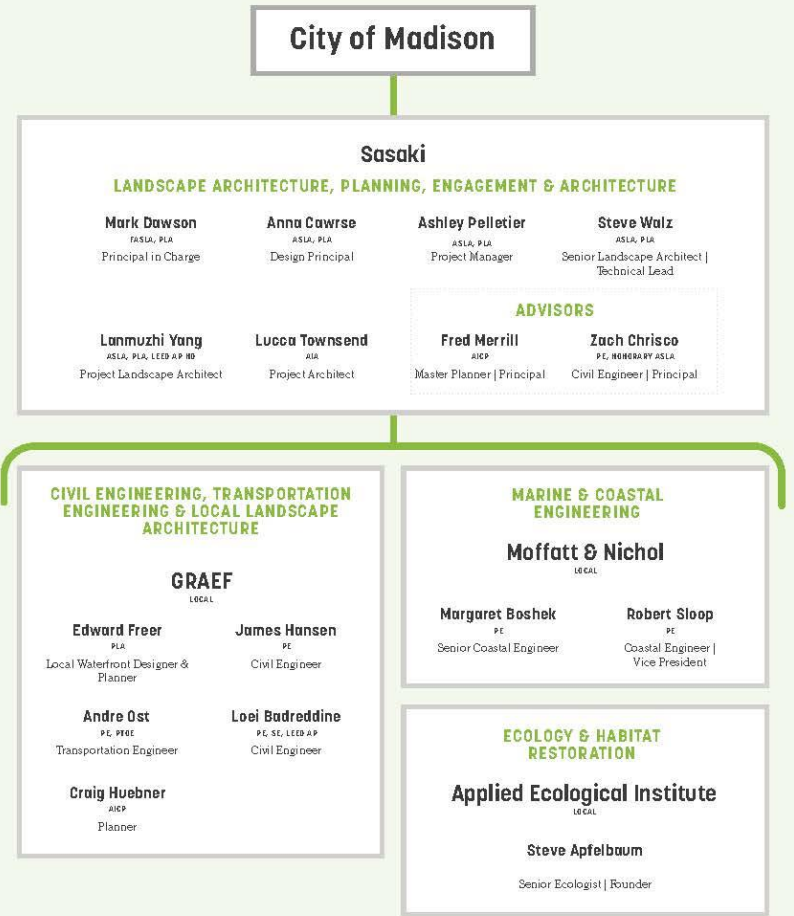 City of Madison
Sasaki
LANDSCAPE ARCHITECTURE, PLANNING, ENGAGEMENT & ARCHITECTURE
Mark Dawson
FASLA, PLA
Principal in Charge
Anna Cawrse
ASLA, PLA
Design Principal
Ashley Pelletier
ASLA, PLA
Project Manager
Steve Walz
ASLA, PLA
Senior Landscape Architect |
Technical Lead
Lanmuzhi Yang
ASLA, PLA, LEED AP ND
Project Landscape Architect
Lucca Townsend
AIA
Project Architect
ADVISORS
Fred Merrill
AICP
Master Planner | Principal
Zach Chrisco
PE, HONORARY ASLA
Civil Engineer | Principal
CIVIL ENGINEERING, TRANSPORTATION
ENGINEERING & LOCAL LANDSCAPE
ARCHITECTURE
GRAEF
LOCAL
Edward Freer
PLA
Local Waterfront Designer &
Planner
James Hansen
PE
Civil Engineer
Andre Ost
PE, PTOE
Transportation Engineer
Loei Badreddine
PE, SE, LEED AP
Civil Engineer
Craig Huebner
AICP
Planner
MARINE & COASTAL
ENGINEERING
Moffatt & Nichol
LOCAL
Margaret Boshek
PE
Senior Coastal Engineer
Robert Sloop
PE
Coastal Engineer |
Vice President
ECOLOGY & HABITAT
RESTORATION
Applied Ecological Institute
LOCAL
Steve Apfelbaum
Senior Ecologist | Founder